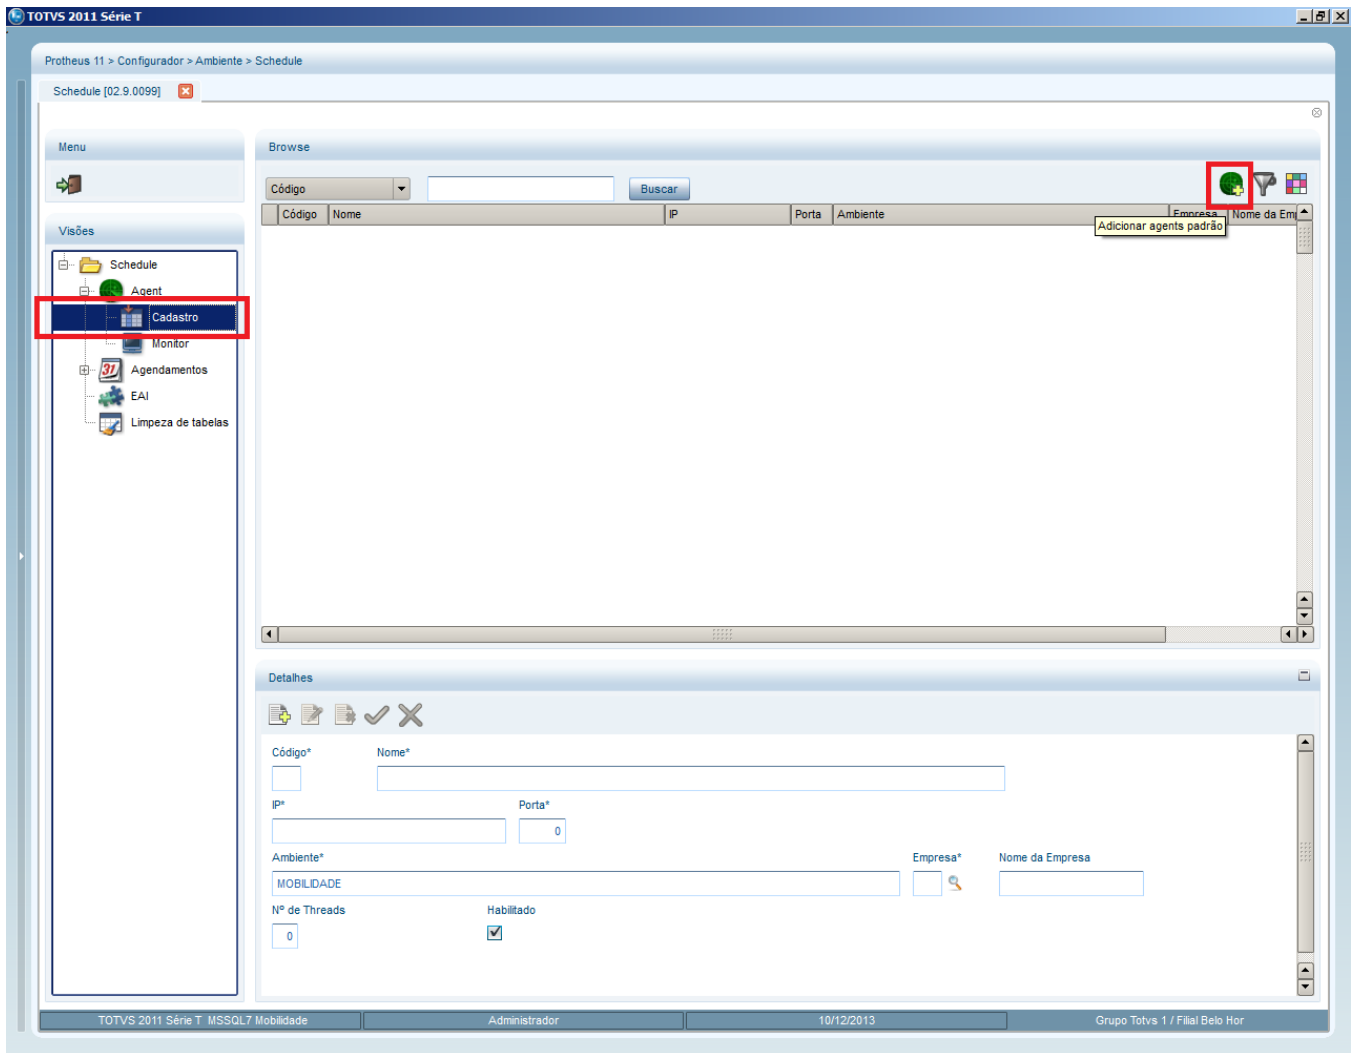 TOTVS 2011 Série T
Protheus 11 > Configurador > Ambiente > Schedule
Schedule [02.9.0099]
Menu
Browse
Código
Buscar
Código Nome IP Porta Ambiente Empresa Nome da Em
Adicionar agents padrão
Visões
Schedule
Agent
Cadastro
Monitor
31 Agendamentos
EAI
Limpeza de tabelas
Detalhes
Código* Nome*
IP* Porta*
0
Ambiente* Empresa* Nome da Empresa
MOBILIDADE
Nº de Threads Habilitado
0
TOTVS 2011 Série T MSSQL7 Mobilidade Administrador 10/12/2013 Grupo Totvs 1 / Filial Belo Hor